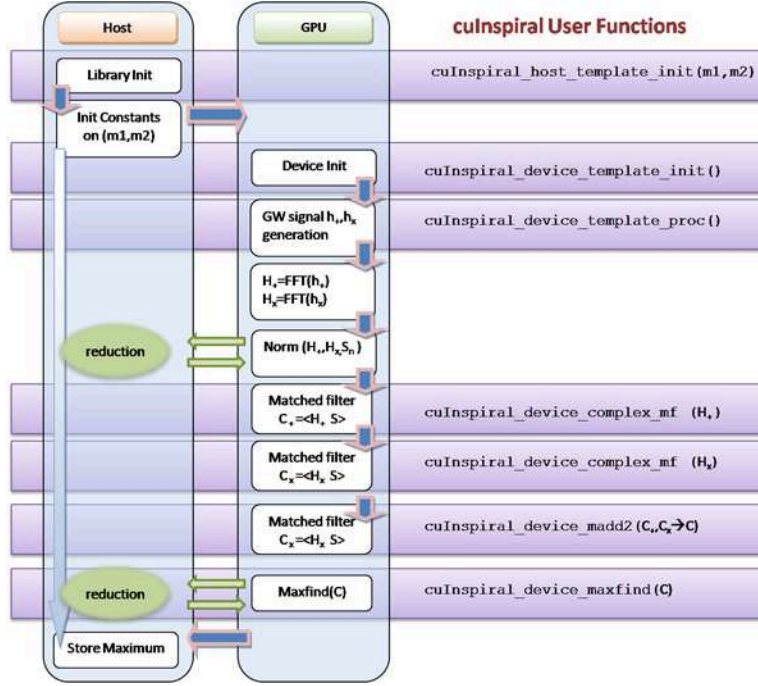 Host
GPU
cuInspiral User Functions
Library Init
cuInspiral_host_template_init(m1,m2)
Init Constants
on (m1,m2)
Device Init
cuInspiral_device_template_init()
GW signal h₊,hₓ
generation
cuInspiral_device_template_proc()
H₊=FFT(h₊)
Hₓ=FFT(hₓ)
reduction
Norm (H₊,Hₓ,Sₙ)
Matched filter
C₊=<H₊ S>
cuInspiral_device_complex_mf (H₊)
Matched filter
Cₓ=<Hₓ S>
cuInspiral_device_complex_mf (Hₓ)
Matched filter
Cₓ=<Hₓ S>
cuInspiral_device_madd2(C₊,Cₓ→C)
reduction
Maxfind(C)
cuInspiral_device_maxfind(C)
Store Maximum